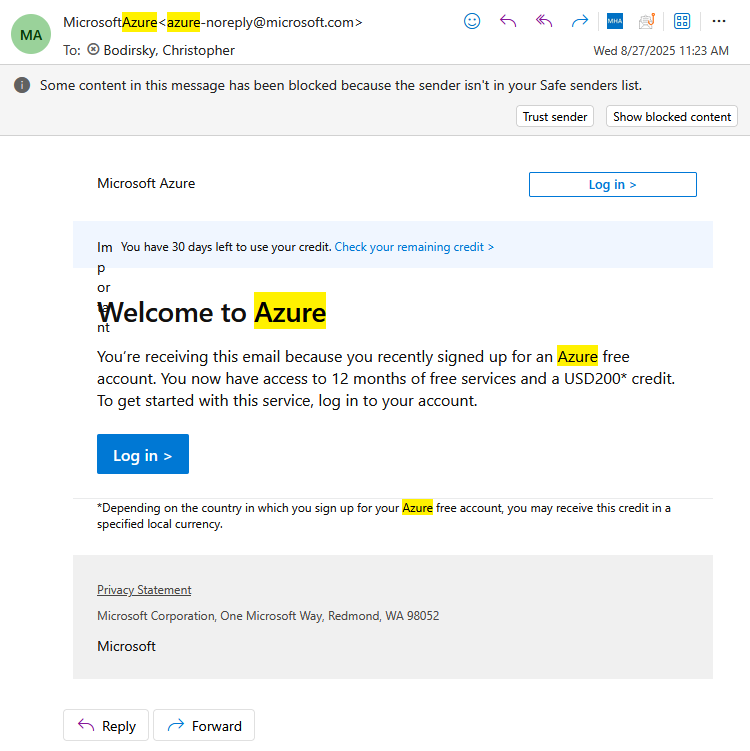 MA
MicrosoftAzure<azure-noreply@microsoft.com>
MHA
To: Bodirsky, Christopher
Wed 8/27/2025 11:23 AM
Some content in this message has been blocked because the sender isn't in your Safe senders list.
Trust sender
Show blocked content
Microsoft Azure
Log in >
Important
You have 30 days left to use your credit. Check your remaining credit >
Welcome to Azure
You're receiving this email because you recently signed up for an Azure free
account. You now have access to 12 months of free services and a USD200* credit.
To get started with this service, log in to your account.
Log in >
*Depending on the country in which you sign up for your Azure free account, you may receive this credit in a
specified local currency.
Privacy Statement
Microsoft Corporation, One Microsoft Way, Redmond, WA 98052
Microsoft
Reply
Forward